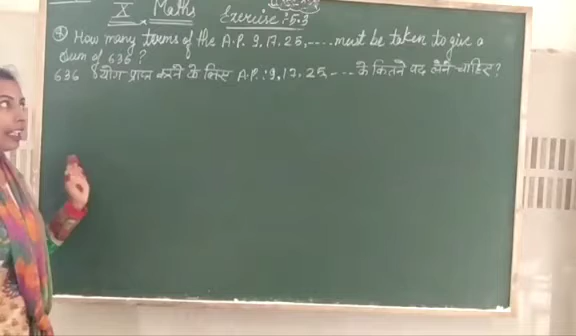 X Maths Exercise :5.3
④ How many terms of the A.P. 9, 17, 25, ..... must be taken to give a
sum of 636 ?
636 योग प्राप्त करने के लिए A.P.: 9, 17, 25, --- के कितने पद लेने चाहिए ?